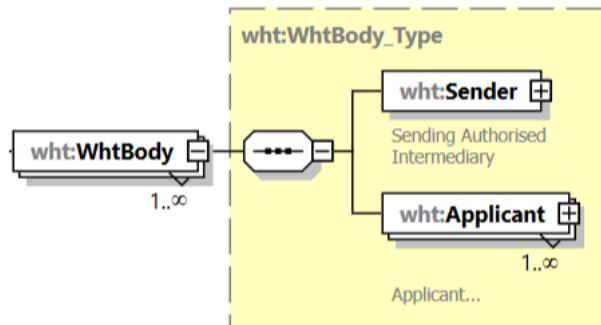 wht:WhtBody_Type
wht:Sender
Sending Authorised
Intermediary
wht:WhtBody
1..∞
wht:Applicant
1..∞
Applicant...